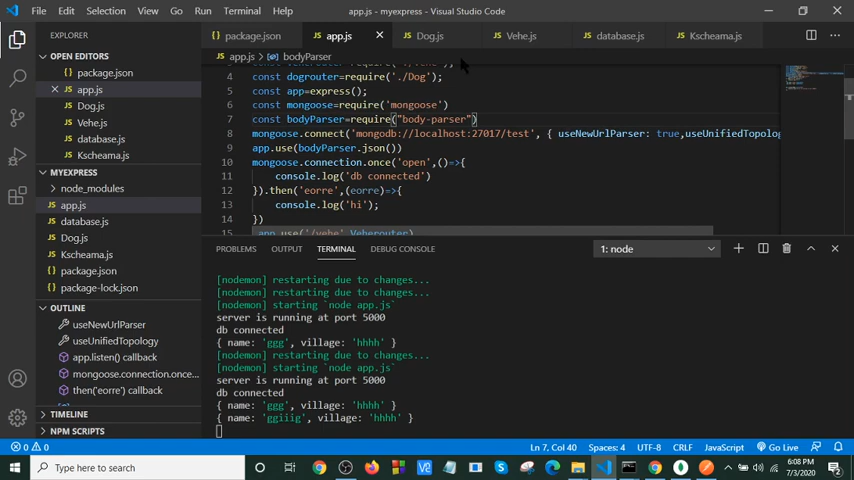 File Edit Selection View Go Run Terminal Help app.js - myexpress - Visual Studio Code
EXPLORER
OPEN EDITORS
package.json
app.js
Dog.js
Vehe.js
database.js
Kscheama.js
MYEXPRESS
node_modules
app.js
database.js
Dog.js
Kscheama.js
package.json
package-lock.json
OUTLINE
useNewUrlParser
useUnifiedTopology
app.listen() callback
mongoose.connection.once...
then('eorre') callback
TIMELINE
NPM SCRIPTS
package.json app.js Dog.js Vehe.js database.js Kscheama.js
app.js > bodyParser
4 const dogrouter=require('./Dog');
5 const app=express();
6 const mongoose=require('mongoose')
7 const bodyParser=require("body-parser")
8 mongoose.connect('mongodb://localhost:27017/test', { useNewUrlParser: true,useUnifiedTopolog
9 app.use(bodyParser.json())
10 mongoose.connection.once('open',()=>{
11 console.log('db connected')
12 }).then('eorre',(eorre)=>{
13 console.log('hi');
14 })
15 app.use('/vehe',Veherouter)
PROBLEMS OUTPUT TERMINAL DEBUG CONSOLE 1: node
[nodemon] restarting due to changes...
[nodemon] restarting due to changes...
[nodemon] starting `node app.js`
server is running at port 5000
db connected
{ name: 'ggg', village: 'hhhh' }
[nodemon] restarting due to changes...
[nodemon] starting `node app.js`
server is running at port 5000
db connected
{ name: 'ggg', village: 'hhhh' }
{ name: 'ggiiig', village: 'hhhh' }
0 0 Ln 7, Col 40 Spaces: 4 UTF-8 CRLF JavaScript Go Live
Type here to search
6:08 PM
7/3/2020
2